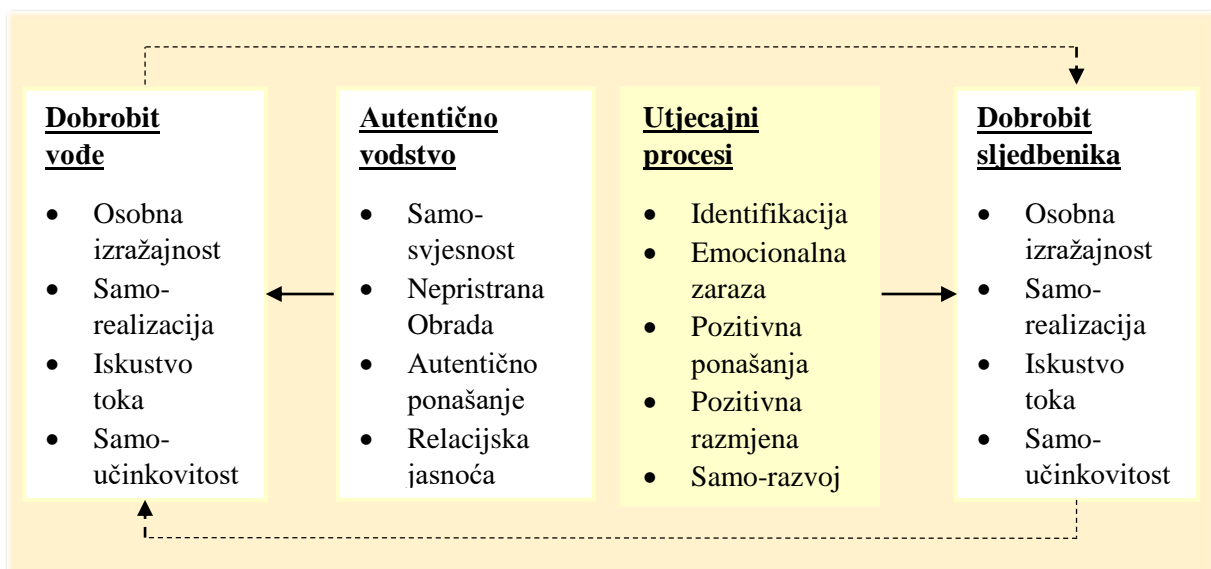 Dobrobit
vođe
• Osobna
izražajnost
• Samo-
realizacija
• Iskustvo
toka
• Samo-
učinkovitost
Autentično
vodstvo
• Samo-
svjesnost
• Nepristrana
Obrada
• Autentično
ponašanje
• Relacijska
jasnoća
Utjecajni
procesi
• Identifikacija
• Emocionalna
zaraza
• Pozitivna
ponašanja
• Pozitivna
razmjena
• Samo-razvoj
Dobrobit
sljedbenika
• Osobna
izražajnost
• Samo-
realizacija
• Iskustvo
toka
• Samo-
učinkovitost